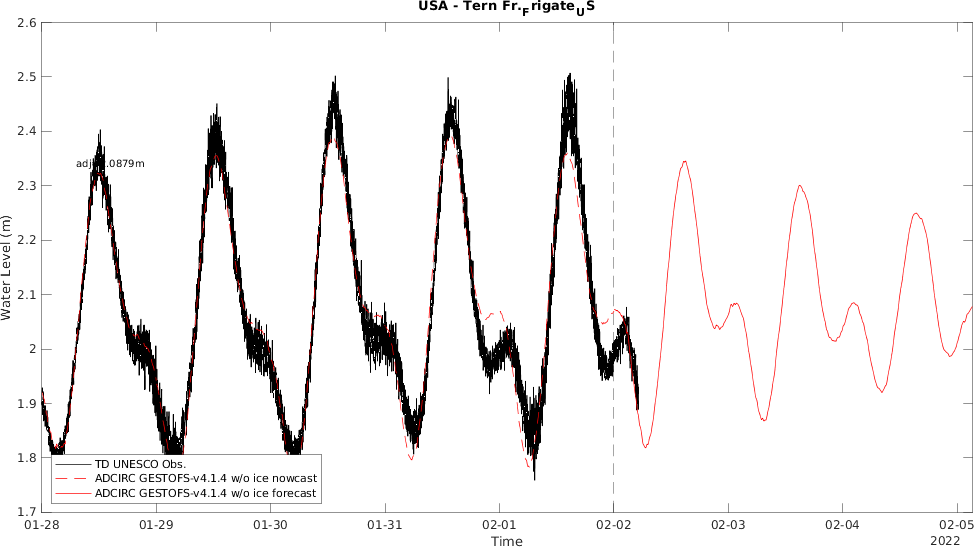 USA - Tern Fr.FrigateUS
2.6
2.5
2.4
2.3
2.2
2.1
2
1.9
1.8
1.7
Water Level (m)
.0879m
TD UNESCO Obs.
ADCIRC GESTOFS-v4.1.4 w/o ice nowcast
ADCIRC GESTOFS-v4.1.4 w/o ice forecast
01-28 01-29 01-30 01-31 02-01 02-02 02-03 02-04 02-05
Time
2022